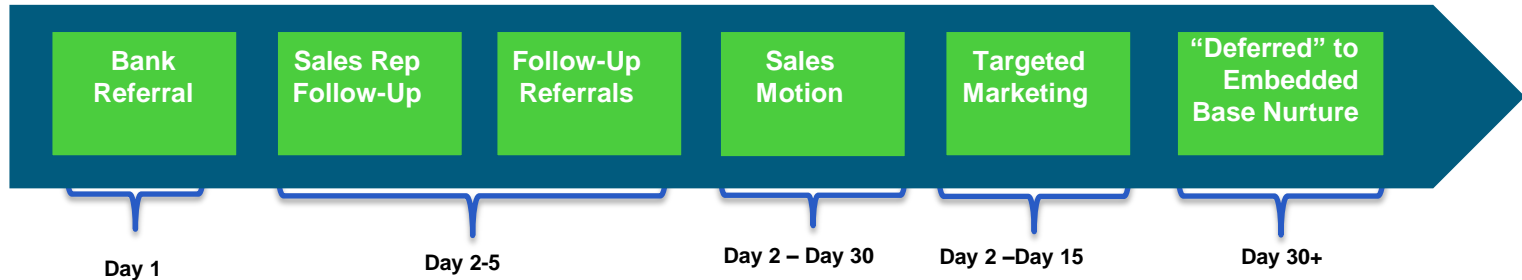 Bank
Referral
Sales Rep
Follow-Up
Follow-Up
Referrals
Sales
Motion
Targeted
Marketing
“Deferred” to
Embedded
Base Nurture
Day 1
Day 2-5
Day 2 – Day 30
Day 2 –Day 15
Day 30+